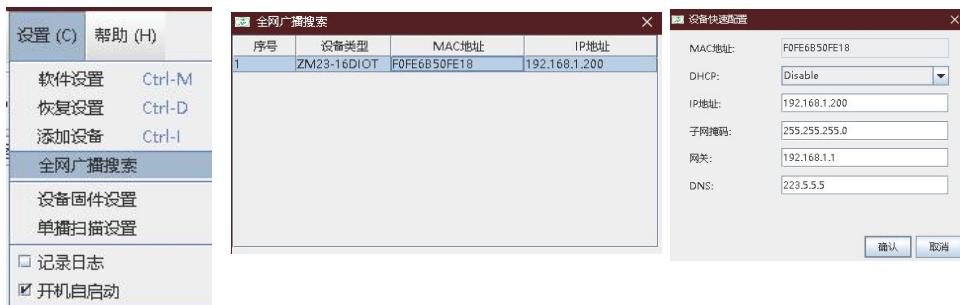 设置 (C) 帮助 (H)
软件设置 Ctrl-M
恢复设置 Ctrl-D
添加设备 Ctrl-I
全网广播搜索
设备固件设置
单播扫描设置
记录日志
开机自启动
全网广播搜索
序号 设备类型 MAC地址 IP地址
1 ZM23-16DIOT F0FE6B50FE18 192.168.1.200
设备快速配置
MAC地址: F0FE6B50FE18
DHCP: Disable
IP地址: 192.168.1.200
子网掩码: 255.255.255.0
网关: 192.168.1.1
DNS: 223.5.5.5
确认 取消